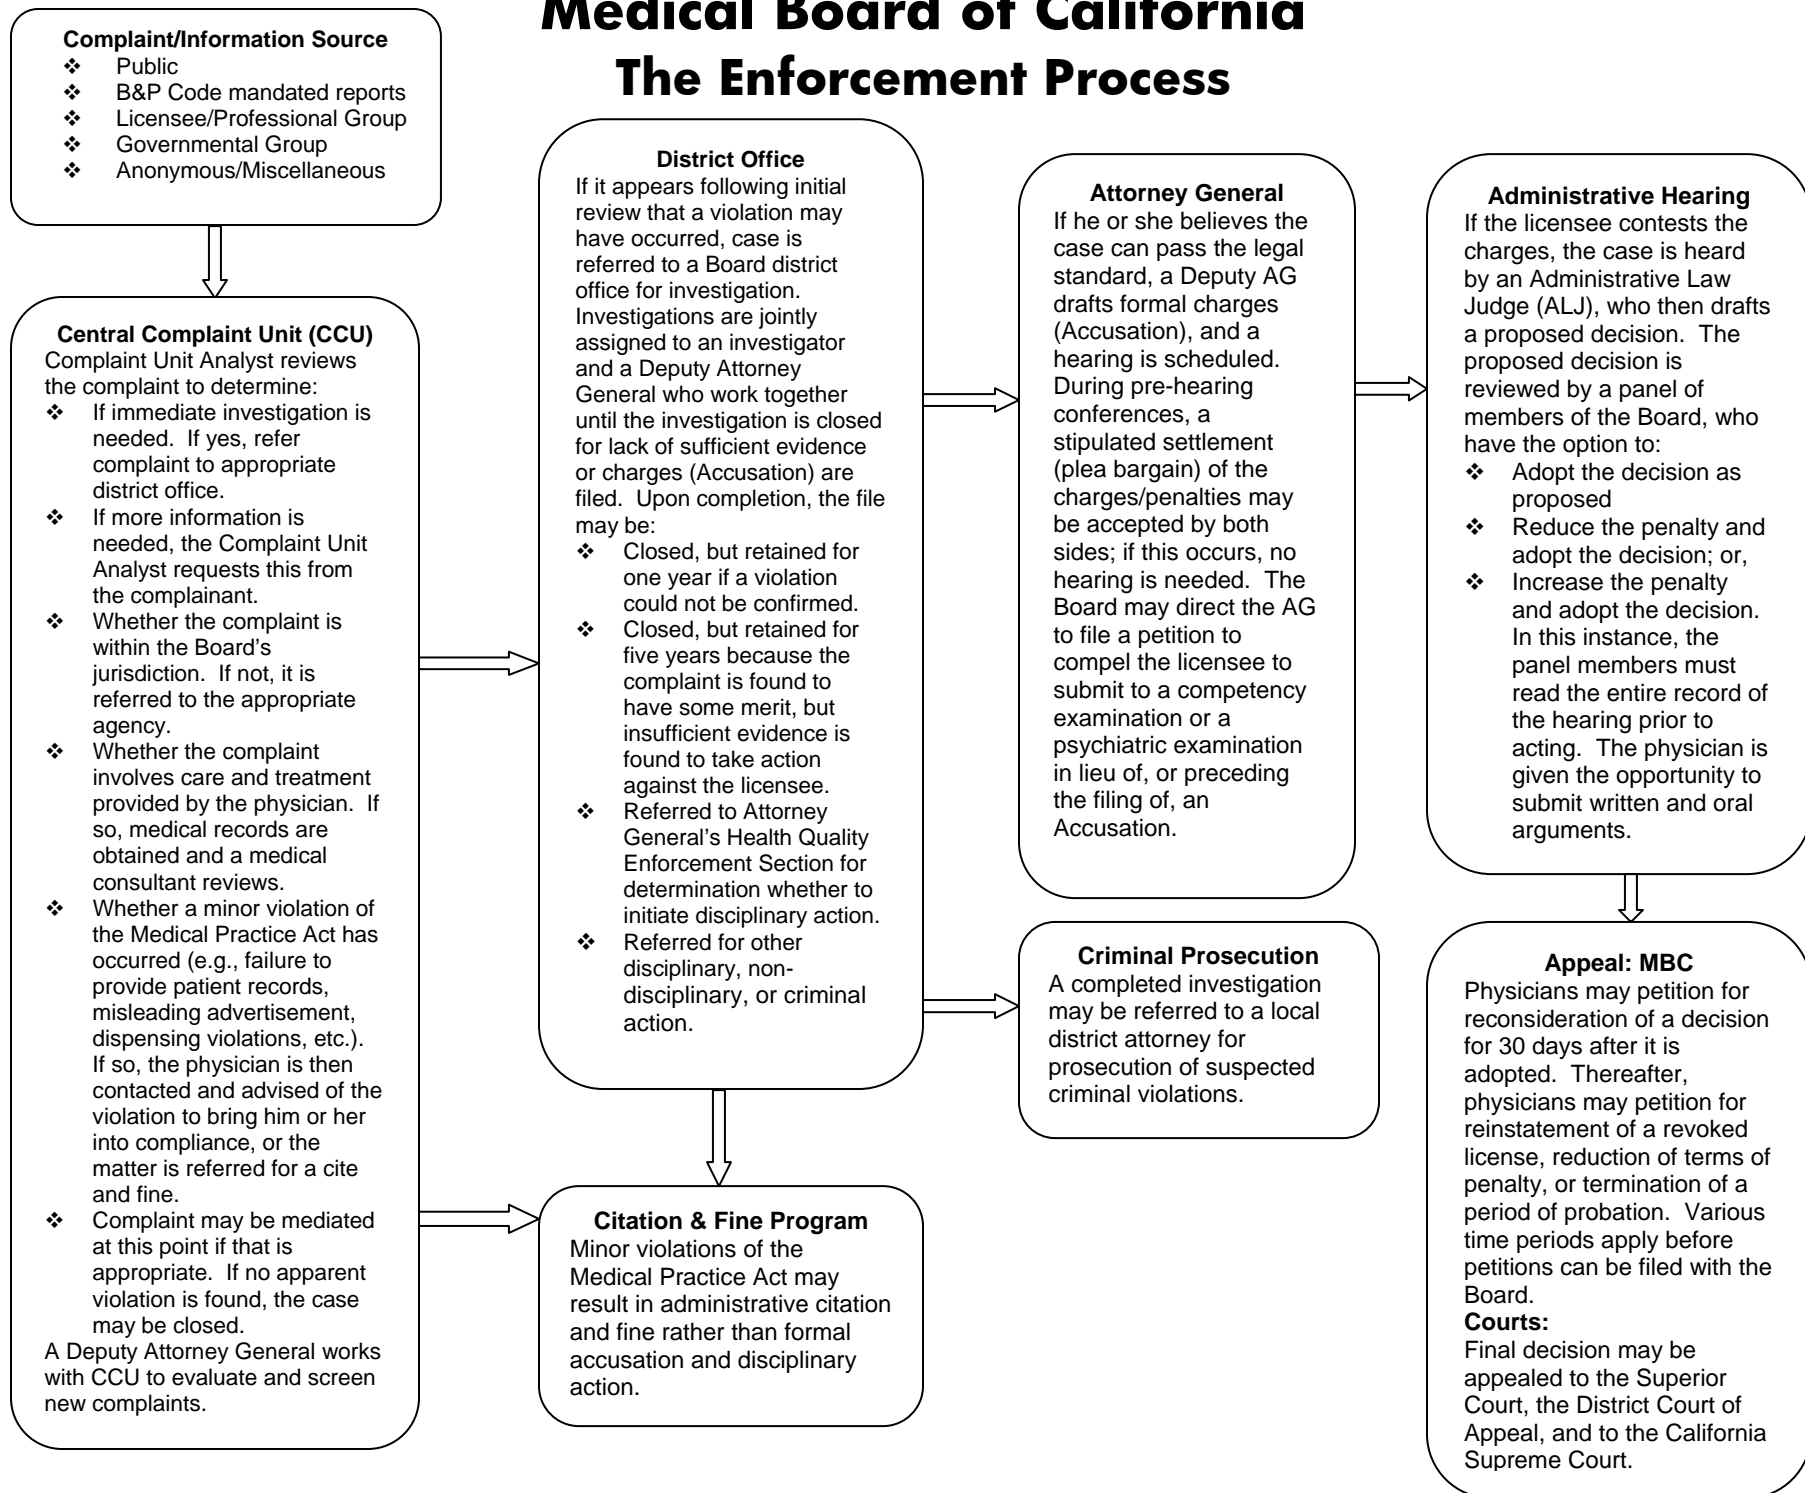 Medical Board of California
The Enforcement Process
Complaint/Information Source
❖ Public
❖ B&P Code mandated reports
❖ Licensee/Professional Group
❖ Governmental Group
❖ Anonymous/Miscellaneous
Central Complaint Unit (CCU)
Complaint Unit Analyst reviews
the complaint to determine:
❖ If immediate investigation is
needed.  If yes, refer
complaint to appropriate
district office.
❖ If more information is
needed, the Complaint Unit
Analyst requests this from
the complainant.
❖ Whether the complaint is
within the Board's
jurisdiction.  If not, it is
referred to the appropriate
agency.
❖ Whether the complaint
involves care and treatment
provided by the physician.  If
so, medical records are
obtained and a medical
consultant reviews.
❖ Whether a minor violation of
the Medical Practice Act has
occurred (e.g., failure to
provide patient records,
misleading advertisement,
dispensing violations, etc.).
If so, the physician is then
contacted and advised of the
violation to bring him or her
into compliance, or the
matter is referred for a cite
and fine.
❖ Complaint may be mediated
at this point if that is
appropriate.  If no apparent
violation is found, the case
may be closed.
A Deputy Attorney General works
with CCU to evaluate and screen
new complaints.
District Office
If it appears following initial
review that a violation may
have occurred, case is
referred to a Board district
office for investigation.
Investigations are jointly
assigned to an investigator
and a Deputy Attorney
General who work together
until the investigation is closed
for lack of sufficient evidence
or charges (Accusation) are
filed.  Upon completion, the file
may be:
❖ Closed, but retained for
one year if a violation
could not be confirmed.
❖ Closed, but retained for
five years because the
complaint is found to
have some merit, but
insufficient evidence is
found to take action
against the licensee.
❖ Referred to Attorney
General's Health Quality
Enforcement Section for
determination whether to
initiate disciplinary action.
❖ Referred for other
disciplinary, non-
disciplinary, or criminal
action.
Citation & Fine Program
Minor violations of the
Medical Practice Act may
result in administrative citation
and fine rather than formal
accusation and disciplinary
action.
Attorney General
If he or she believes the
case can pass the legal
standard, a Deputy AG
drafts formal charges
(Accusation), and a
hearing is scheduled.
During pre-hearing
conferences, a
stipulated settlement
(plea bargain) of the
charges/penalties may
be accepted by both
sides; if this occurs, no
hearing is needed.  The
Board may direct the AG
to file a petition to
compel the licensee to
submit to a competency
examination or a
psychiatric examination
in lieu of, or preceding
the filing of, an
Accusation.
Criminal Prosecution
A completed investigation
may be referred to a local
district attorney for
prosecution of suspected
criminal violations.
Administrative Hearing
If the licensee contests the
charges, the case is heard
by an Administrative Law
Judge (ALJ), who then drafts
a proposed decision.  The
proposed decision is
reviewed by a panel of
members of the Board, who
have the option to:
❖ Adopt the decision as
proposed
❖ Reduce the penalty and
adopt the decision; or,
❖ Increase the penalty
and adopt the decision.
In this instance, the
panel members must
read the entire record of
the hearing prior to
acting.  The physician is
given the opportunity to
submit written and oral
arguments.
Appeal: MBC
Physicians may petition for
reconsideration of a decision
for 30 days after it is
adopted.  Thereafter,
physicians may petition for
reinstatement of a revoked
license, reduction of terms of
penalty, or termination of a
period of probation.  Various
time periods apply before
petitions can be filed with the
Board.
Courts:
Final decision may be
appealed to the Superior
Court, the District Court of
Appeal, and to the California
Supreme Court.